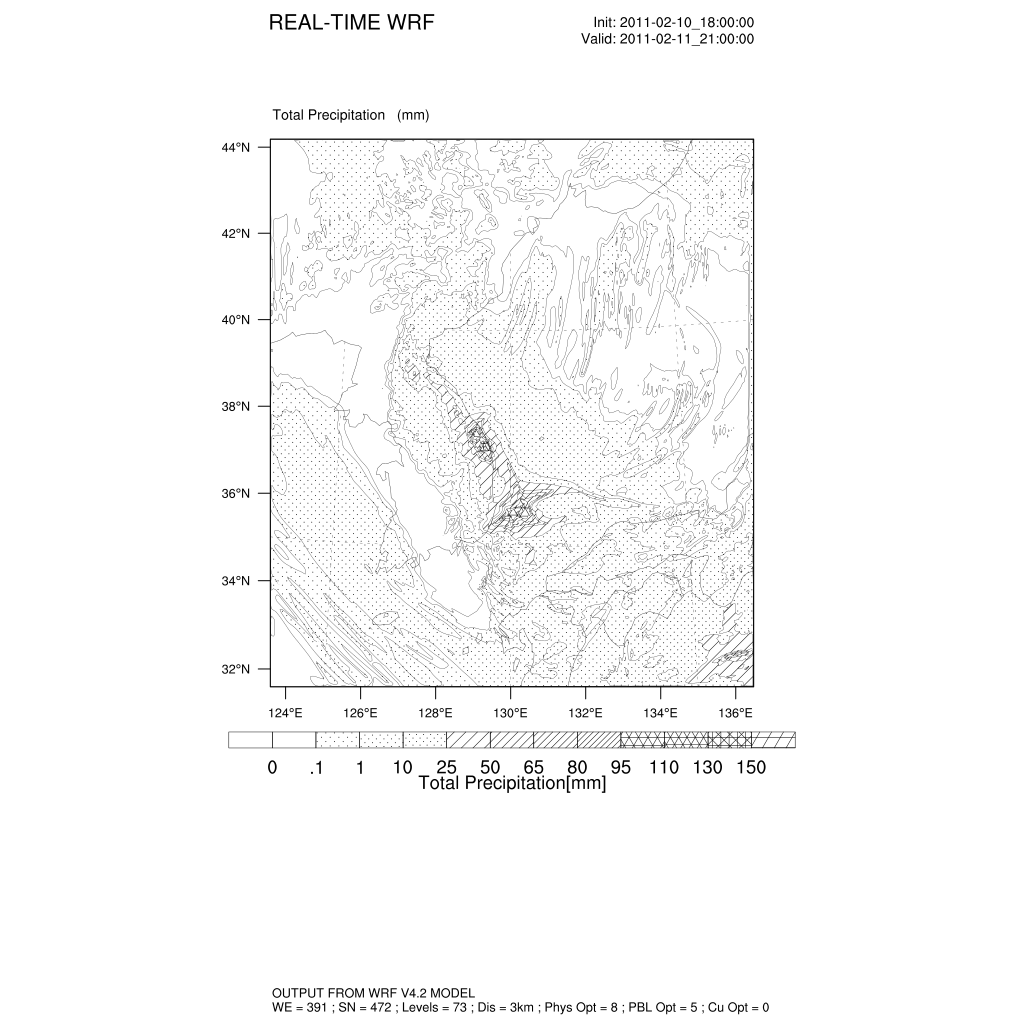 REAL-TIME WRF
Init: 2011-02-10_18:00:00
Valid: 2011-02-11_21:00:00
Total Precipitation (mm)
44°N
42°N
40°N
38°N
36°N
34°N
32°N
124°E 126°E 128°E 130°E 132°E 134°E 136°E
0 .1 1 10 25 50 65 80 95 110 130 150
Total Precipitation[mm]
OUTPUT FROM WRF V4.2 MODEL
WE = 391 ; SN = 472 ; Levels = 73 ; Dis = 3km ; Phys Opt = 8 ; PBL Opt = 5 ; Cu Opt = 0